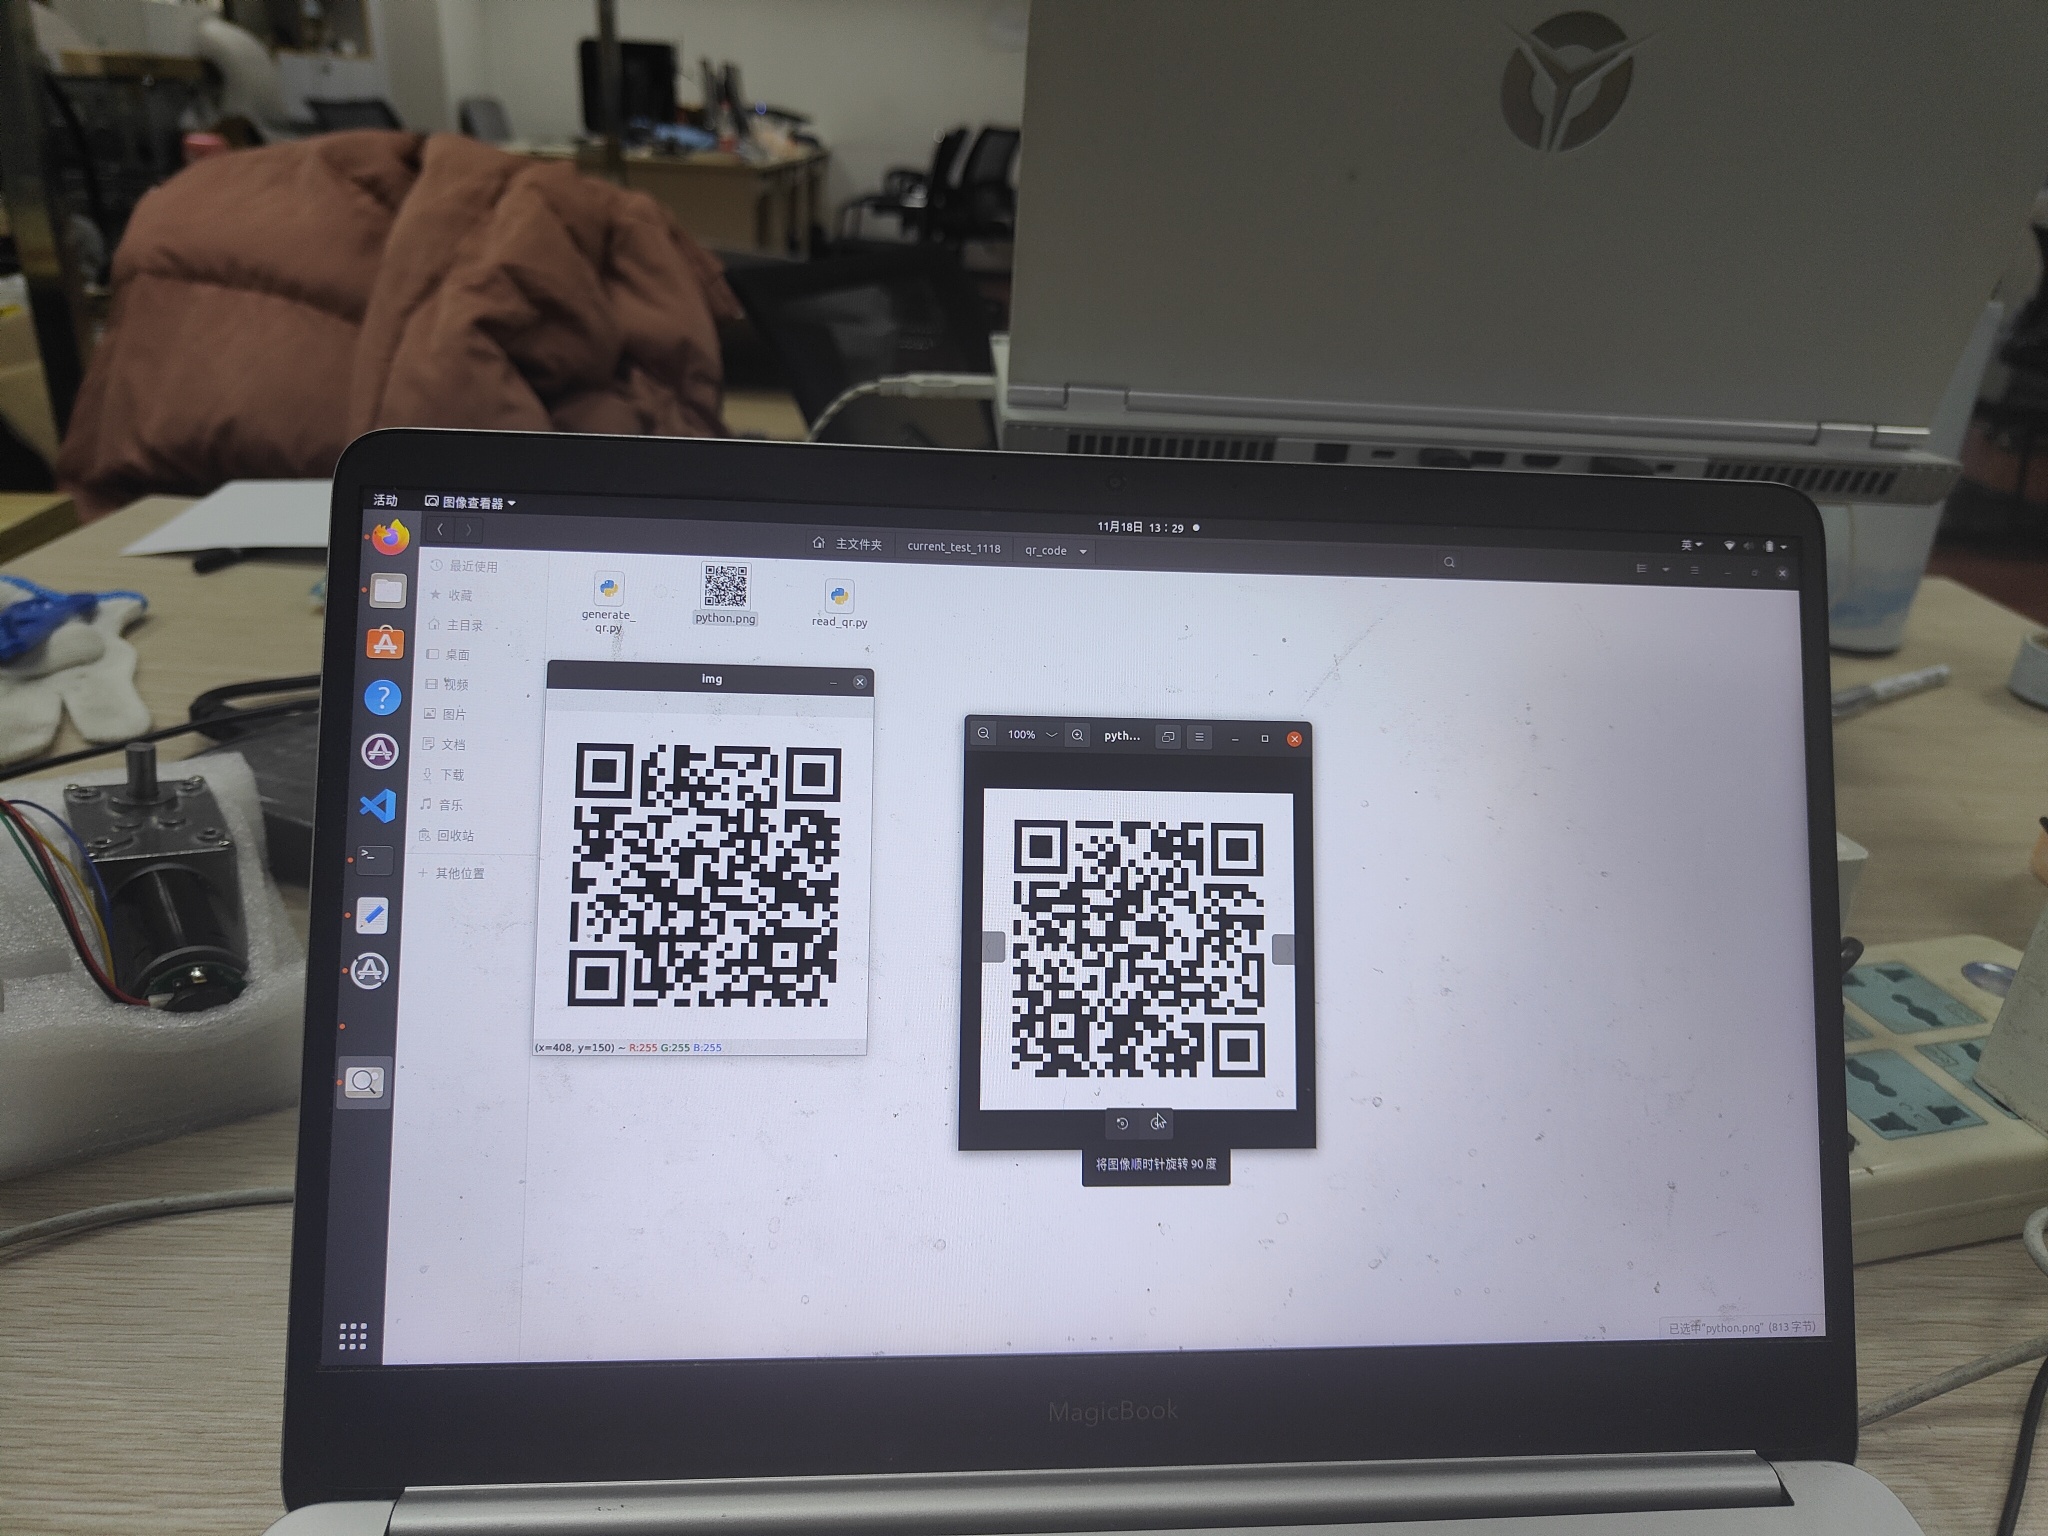 活动
图像查看器
11月18日 13：29
英
主文件夹
current_test_1118
qr_code
最近使用
收藏
主目录
桌面
视频
图片
文档
下载
音乐
回收站
其他位置
generate_
qr.py
python.png
read_qr.py
img
(x=408, y=150) ~ R:255 G:255 B:255
100%
pyth...
将图像顺时针旋转 90 度
已选中"python.png" (813 字节)
MagicBook